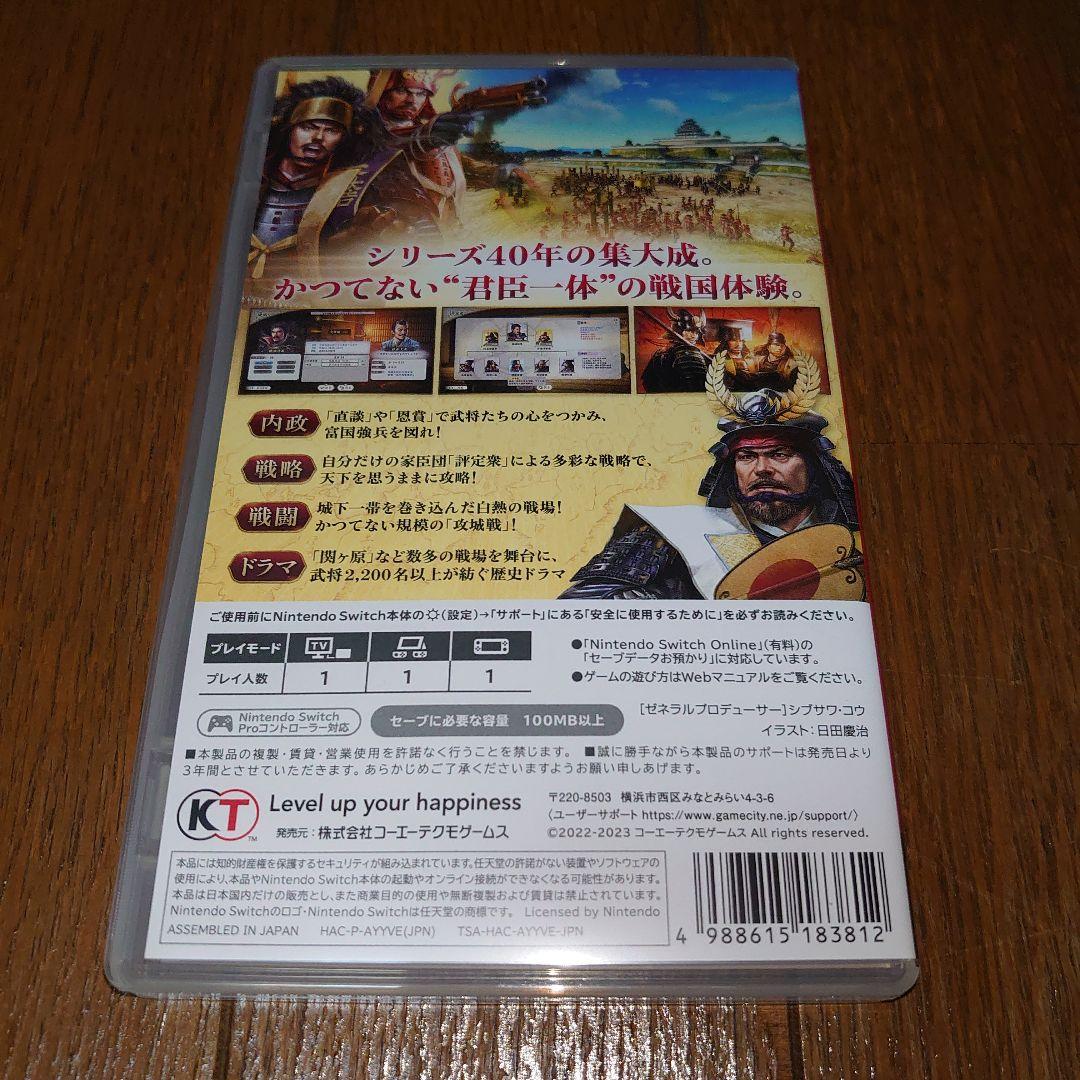 シリーズ40年の集大成。
かつてない“君臣一体”の戦国体験。
内政
「直談」や「恩賞」で武将たちの心をつかみ、
富国強兵を図れ!
戦略
自分だけの家臣団「評定衆」による多彩な戦略で、
天下を思うままに攻略!
戦闘
城下一帯を巻き込んだ白熱の戦場!
かつてない規模の「攻城戦」!
ドラマ
「関ヶ原」など数多の戦場を舞台に、
武将2,200名以上が紡ぐ歴史ドラマ
ご使用前にNintendo Switch本体の(設定)→「サポート」にある「安全に使用するために」を必ずお読みください。
プレイモード TV
プレイ人数 1 1 1
●「Nintendo Switch Online」(有料)の
「セーブデータお預かり」に対応しています。
●ゲームの遊び方はWebマニュアルをご覧ください。
Nintendo Switch
Proコントローラー対応
セーブに必要な容量 100MB以上
[ゼネラルプロデューサー]シブサワ・コウ
イラスト:日田慶治
■本製品の複製・賃貸・営業使用を許諾なく行うことを禁じます。 ■誠に勝手ながら本製品のサポートは発売日より
3年間とさせていただきます。あらかじめご了承くださいますようお願い申しあげます。
KT TM
Level up your happiness
発売元:株式会社コーエーテクモゲームス
〒220-8503 横浜市西区みなとみらい4-3-6
〈ユーザーサポート https://www.gamecity.ne.jp/support/〉
©2022-2023 コーエーテクモゲームス All rights reserved.
本品には知的財産権を保護するセキュリティが組み込まれています。任天堂の許諾がない装置やソフトウェアの
使用により、本品やNintendo Switch本体の起動やオンライン接続ができなくなる可能性があります。
本品は日本国内だけの販売とし、また商業目的の使用や無断複製および賃貸は禁止されています。
Nintendo Switchのロゴ・Nintendo Switchは任天堂の商標です。 Licensed by Nintendo
ASSEMBLED IN JAPAN HAC-P-AYYVE(JPN) TSA-HAC-AYYVE-JPN
4 988615 183812